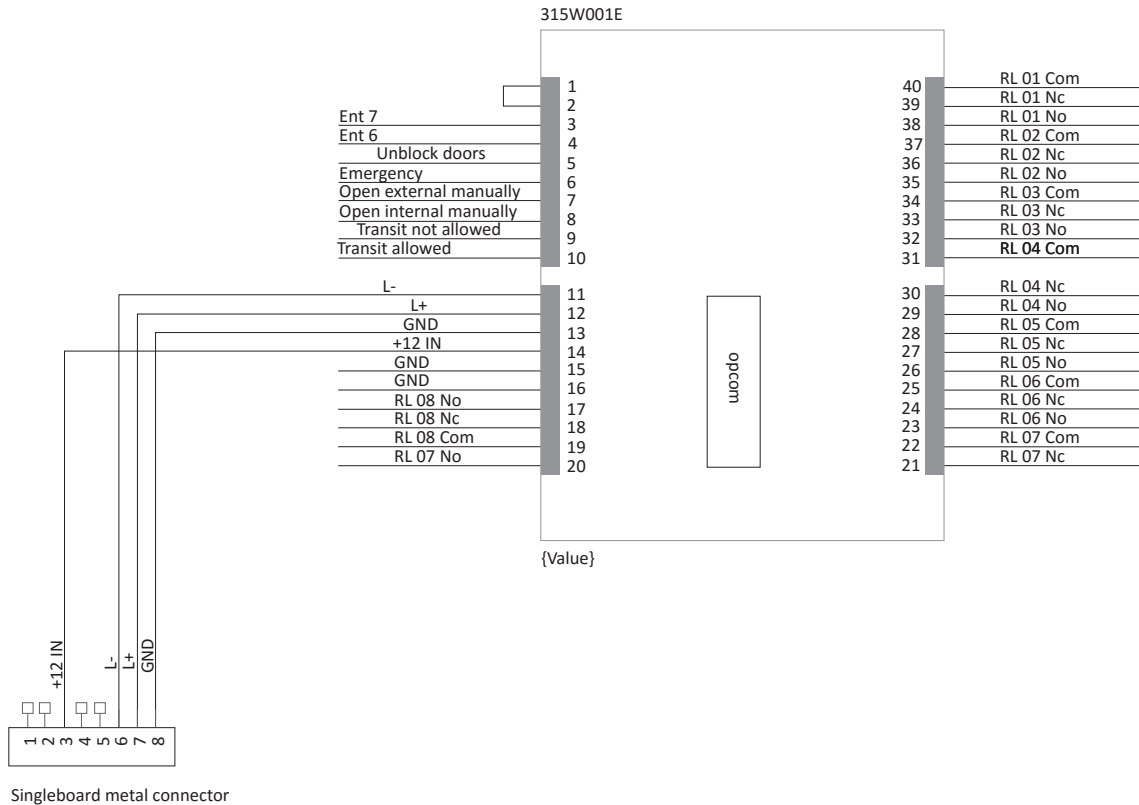 315W001E
1
2
Ent 7
3
Ent 6
4
Unblock doors
5
Emergency
6
Open external manually
7
Open internal manually
8
Transit not allowed
9
Transit allowed
10
L-
11
L+
12
GND
13
+12 IN
14
GND
15
GND
16
RL 08 No
17
RL 08 Nc
18
RL 08 Com
19
RL 07 No
20
opcom
40
RL 01 Com
39
RL 01 Nc
38
RL 01 No
37
RL 02 Com
36
RL 02 Nc
35
RL 02 No
34
RL 03 Com
33
RL 03 Nc
32
RL 03 No
31
RL 04 Com
30
RL 04 Nc
29
RL 04 No
28
RL 05 Com
27
RL 05 Nc
26
RL 05 No
25
RL 06 Com
24
RL 06 Nc
23
RL 06 No
22
RL 07 Com
21
RL 07 Nc
{Value}
+12 IN
L-
L+
GND
1
2
3
4
5
6
7
8
Singleboard metal connector